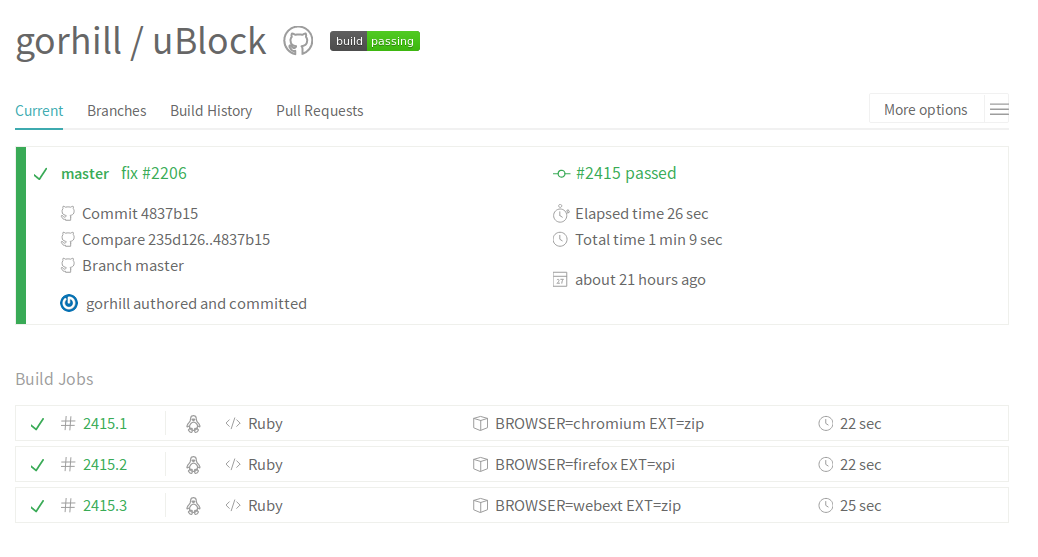 gorhill / uBlock build passing
Current Branches Build History Pull Requests More options
master fix #2206
Commit 4837b15
Compare 235d126..4837b15
Branch master
gorhill authored and committed
#2415 passed
Elapsed time 26 sec
Total time 1 min 9 sec
27
about 21 hours ago
Build Jobs
2415.1 Ruby BROWSER=chromium EXT=zip 22 sec
2415.2 Ruby BROWSER=firefox EXT=xpi 22 sec
2415.3 Ruby BROWSER=webext EXT=zip 25 sec